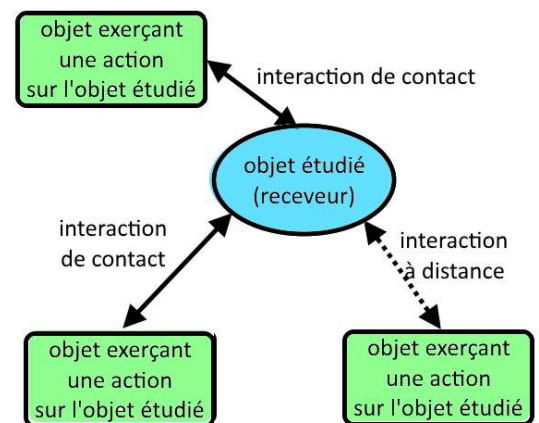 objet exerçant
une action
sur l'objet étudié
interaction de contact
objet étudié
(receveur)
interaction
de contact
interaction
à distance
objet exerçant
une action
sur l'objet étudié
objet exerçant
une action
sur l'objet étudié